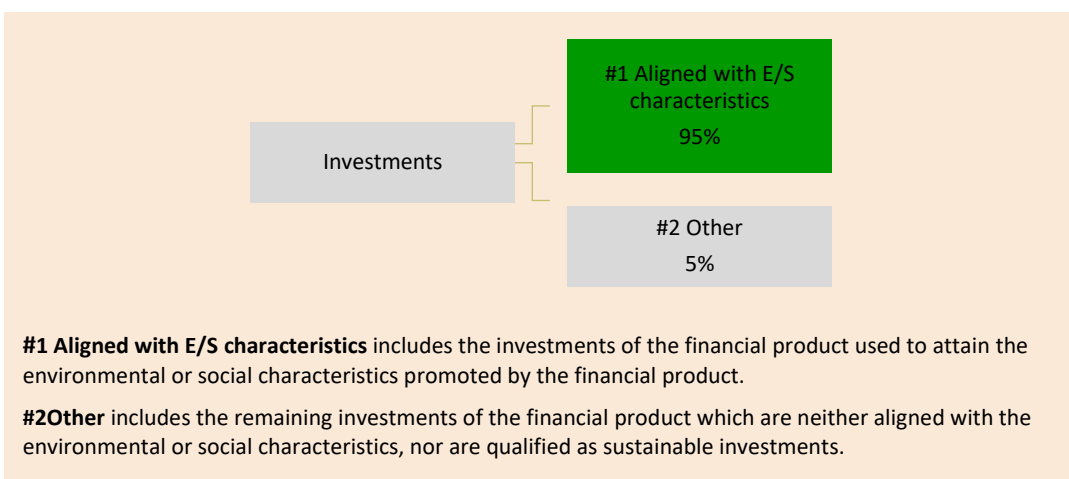 #1 Aligned with E/S
characteristics
95%
Investments
#2 Other
5%
#1 Aligned with E/S characteristics includes the investments of the financial product used to attain the
environmental or social characteristics promoted by the financial product.
#2Other includes the remaining investments of the financial product which are neither aligned with the
environmental or social characteristics, nor are qualified as sustainable investments.